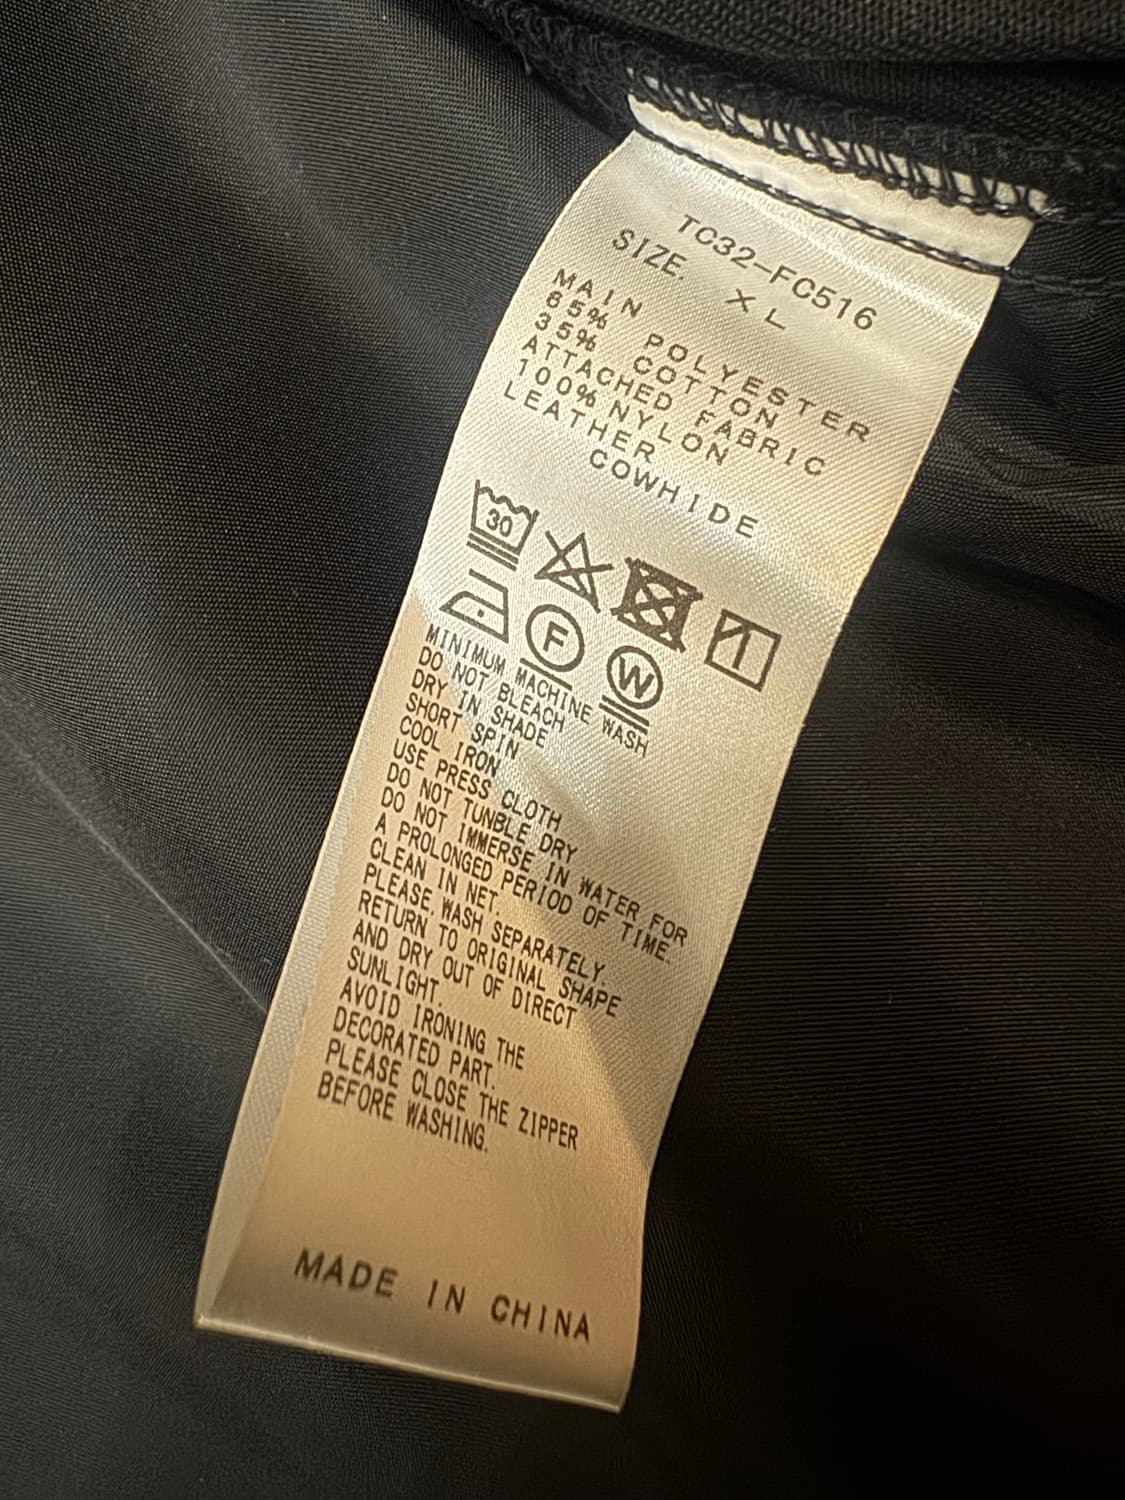 TC32-FC516
SIZE. XL
MAIN
65% POLYESTER
35% COTTON
ATTACHED FABRIC
100% NYLON
LEATHER
COWHIDE
30
F
W
MINIMUM MACHINE WASH
DO NOT BLEACH
DRY IN SHADE
SHORT SPIN
COOL IRON
USE PRESS CLOTH
DO NOT TUNBLE DRY
DO NOT IMMERSE IN WATER FOR
A PROLONGED PERIOD OF TIME.
CLEAN IN NET.
PLEASE WASH SEPARATELY.
RETURN TO ORIGINAL SHAPE
AND DRY OUT OF DIRECT
SUNLIGHT.
AVOID IRONING THE
DECORATED PART.
PLEASE CLOSE THE ZIPPER
BEFORE WASHING.
MADE IN CHINA